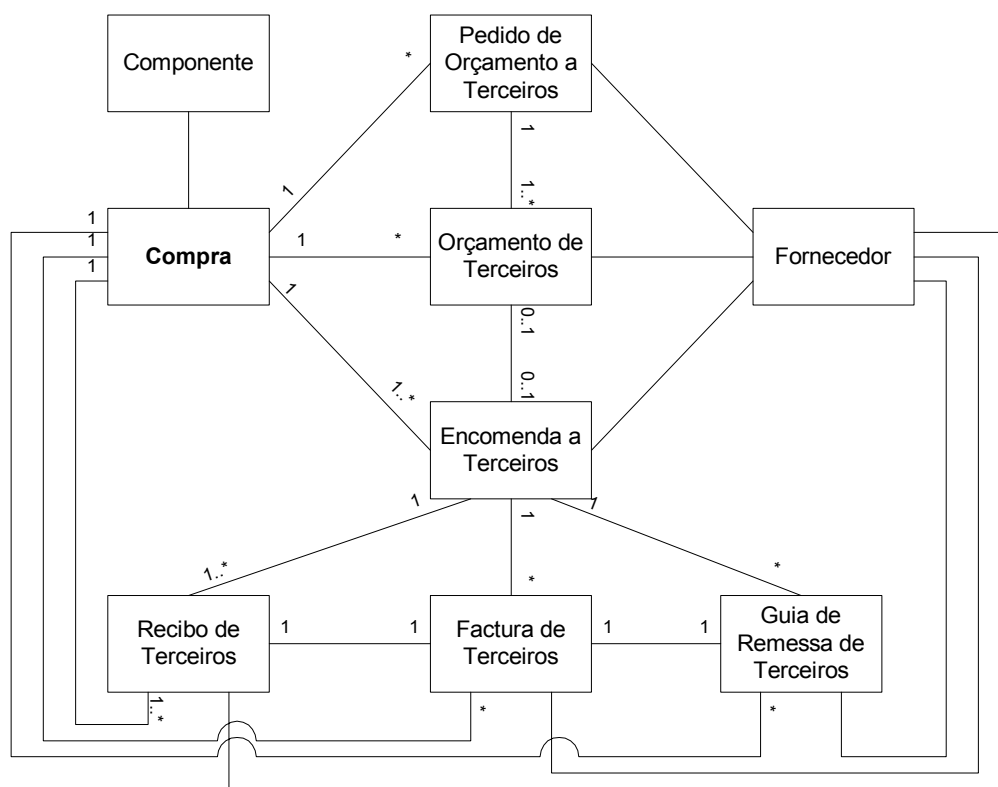 Componente
Pedido de
Orçamento a
Terceiros
*
1
1..*
1
1
1
1
Compra
1
*
Orçamento de
Terceiros
Fornecedor
1
0..1
1..*
0..1
Encomenda a
Terceiros
1
1
1
1..*
*
*
Recibo de
Terceiros
1
1
Factura de
Terceiros
1
1
Guia de
Remessa de
Terceiros
1..*
*
*